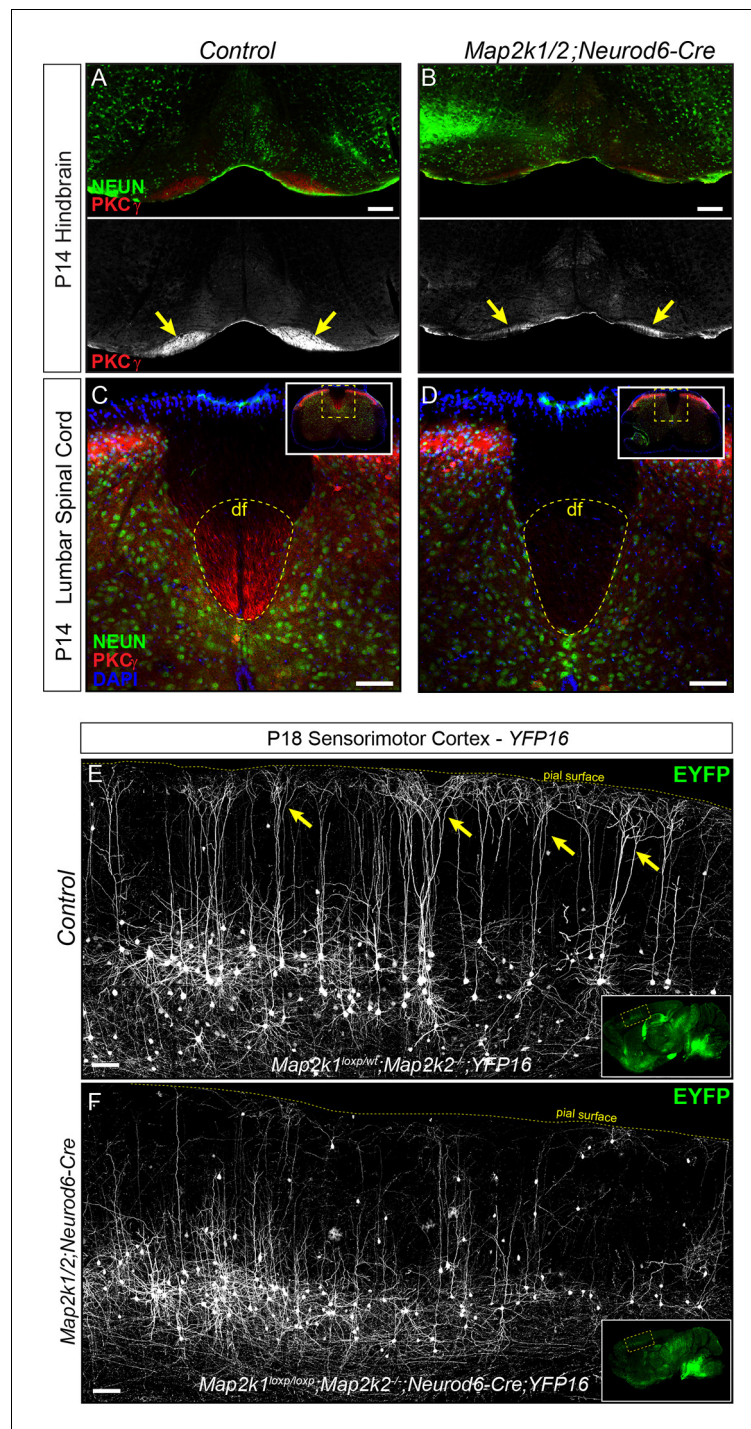 Control
Map2k1/2;Neurod6-Cre
P14 Hindbrain
A
NEUN
PKCγ
B
PKCγ
PKCγ
P14 Lumbar Spinal Cord
C
df
NEUN
PKCγ
DAPI
D
df
P18 Sensorimotor Cortex - YFP16
Control
E
pial surface
EYFP
Map2k1loxp/wt;Map2k2-/-;YFP16
Map2k1/2;Neurod6-Cre
F
pial surface
EYFP
Map2k1loxp/loxp;Map2k2-/-;Neurod6-Cre;YFP16